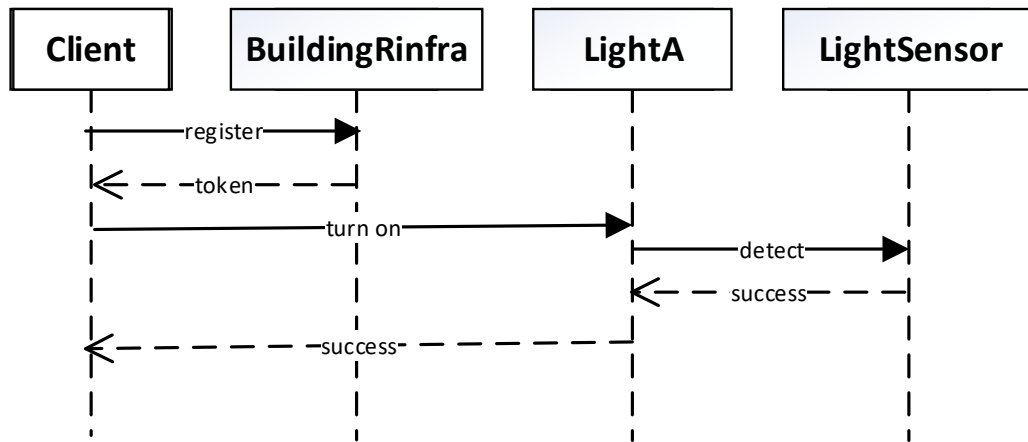 Client
BuildingRinfra
LightA
LightSensor
register
token
turn on
detect
success
success